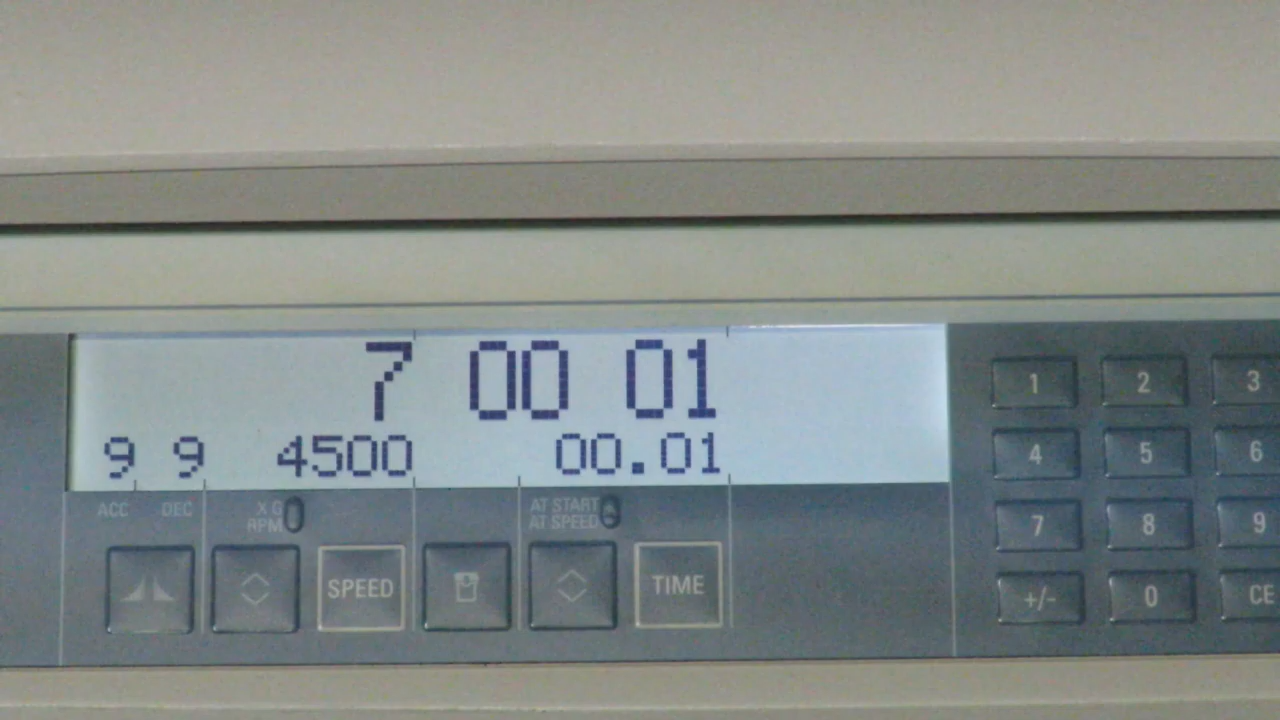 7 00 01
9 9 4500 00.01
ACC DEC X G AT START
RPM AT SPEED
SPEED TIME
1 2 3
4 5 6
7 8 9
+/- 0 CE